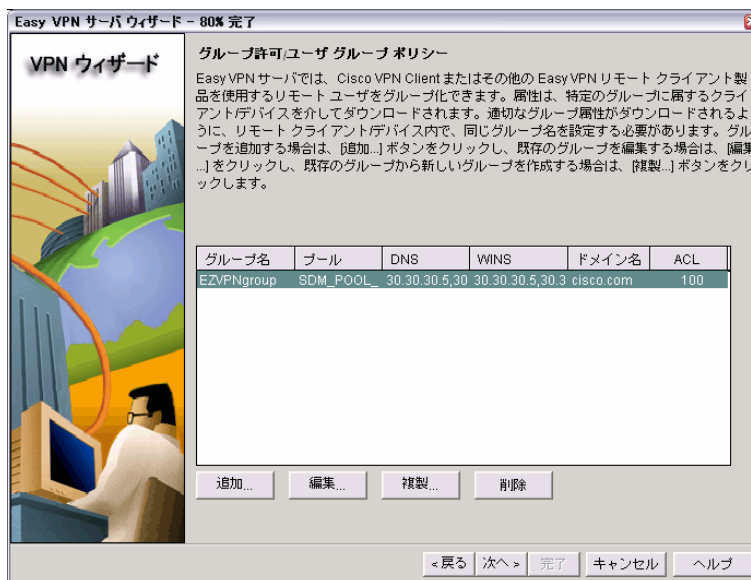 Easy VPN サーバ ウィザード - 80% 完了
VPN ウィザード
グループ許可/ユーザ グループ ポリシー
Easy VPN サーバでは、Cisco VPN Client またはその他の Easy VPN リモート クライアント製
品を使用するリモート ユーザをグループ化できます。属性は、特定のグループに属するクライ
アント/デバイスを介してダウンロードされます。適切なグループ属性がダウンロードされるよ
うに、リモート クライアント/デバイス内で、同じグループ名を設定する必要があります。グル
ープを追加する場合は、[追加...] ボタンをクリックし、既存のグループを編集する場合は、[編集
...] をクリックし、既存のグループから新しいグループを作成する場合は、[複製...] ボタンをクリ
ックします。
グループ名 プール DNS WINS ドメイン名 ACL
EZVPNgroup SDM_POOL_ 30.30.30.5,30 30.30.30.5,30.3 cisco.com 100
追加... 編集... 複製... 削除
<戻る 次へ> 完了 キャンセル ヘルプ